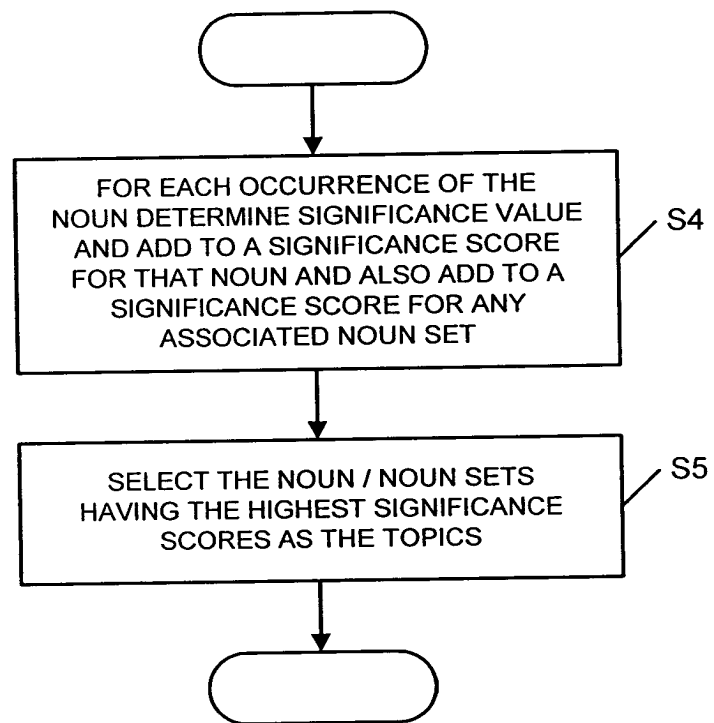 FOR EACH OCCURRENCE OF THE
NOUN DETERMINE SIGNIFICANCE VALUE
AND ADD TO A SIGNIFICANCE SCORE
FOR THAT NOUN AND ALSO ADD TO A
SIGNIFICANCE SCORE FOR ANY
ASSOCIATED NOUN SET
S4
SELECT THE NOUN / NOUN SETS
HAVING THE HIGHEST SIGNIFICANCE
SCORES AS THE TOPICS
S5